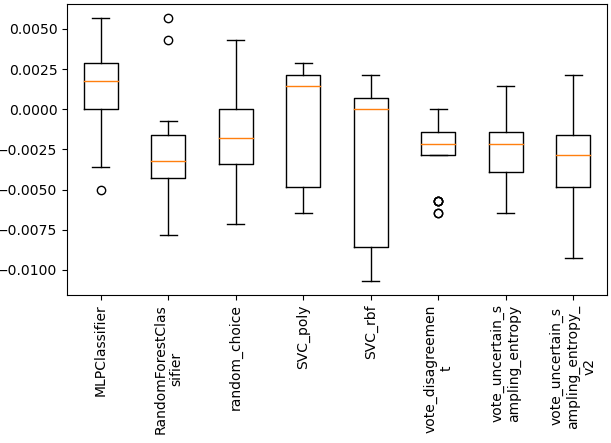 0.0050
0.0025
0.0000
−0.0025
−0.0050
−0.0075
−0.0100
MLPClassifier
RandomForestClas
sifier
random_choice
SVC_poly
SVC_rbf
vote_disagreemen
t
vote_uncertain_s
ampling_entropy
vote_uncertain_s
ampling_entropy_
v2